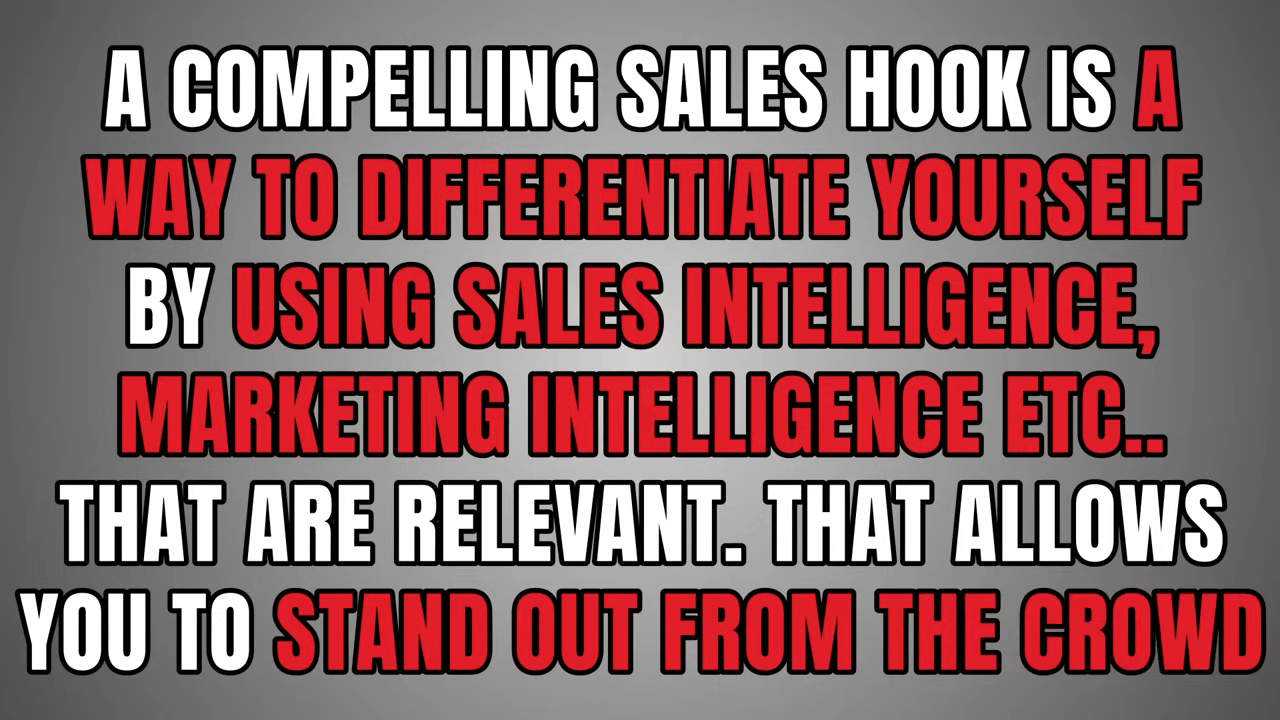 A COMPELLING SALES HOOK IS A
WAY TO DIFFERENTIATE YOURSELF
BY USING SALES INTELLIGENCE,
MARKETING INTELLIGENCE ETC..
THAT ARE RELEVANT. THAT ALLOWS
YOU TO STAND OUT FROM THE CROWD